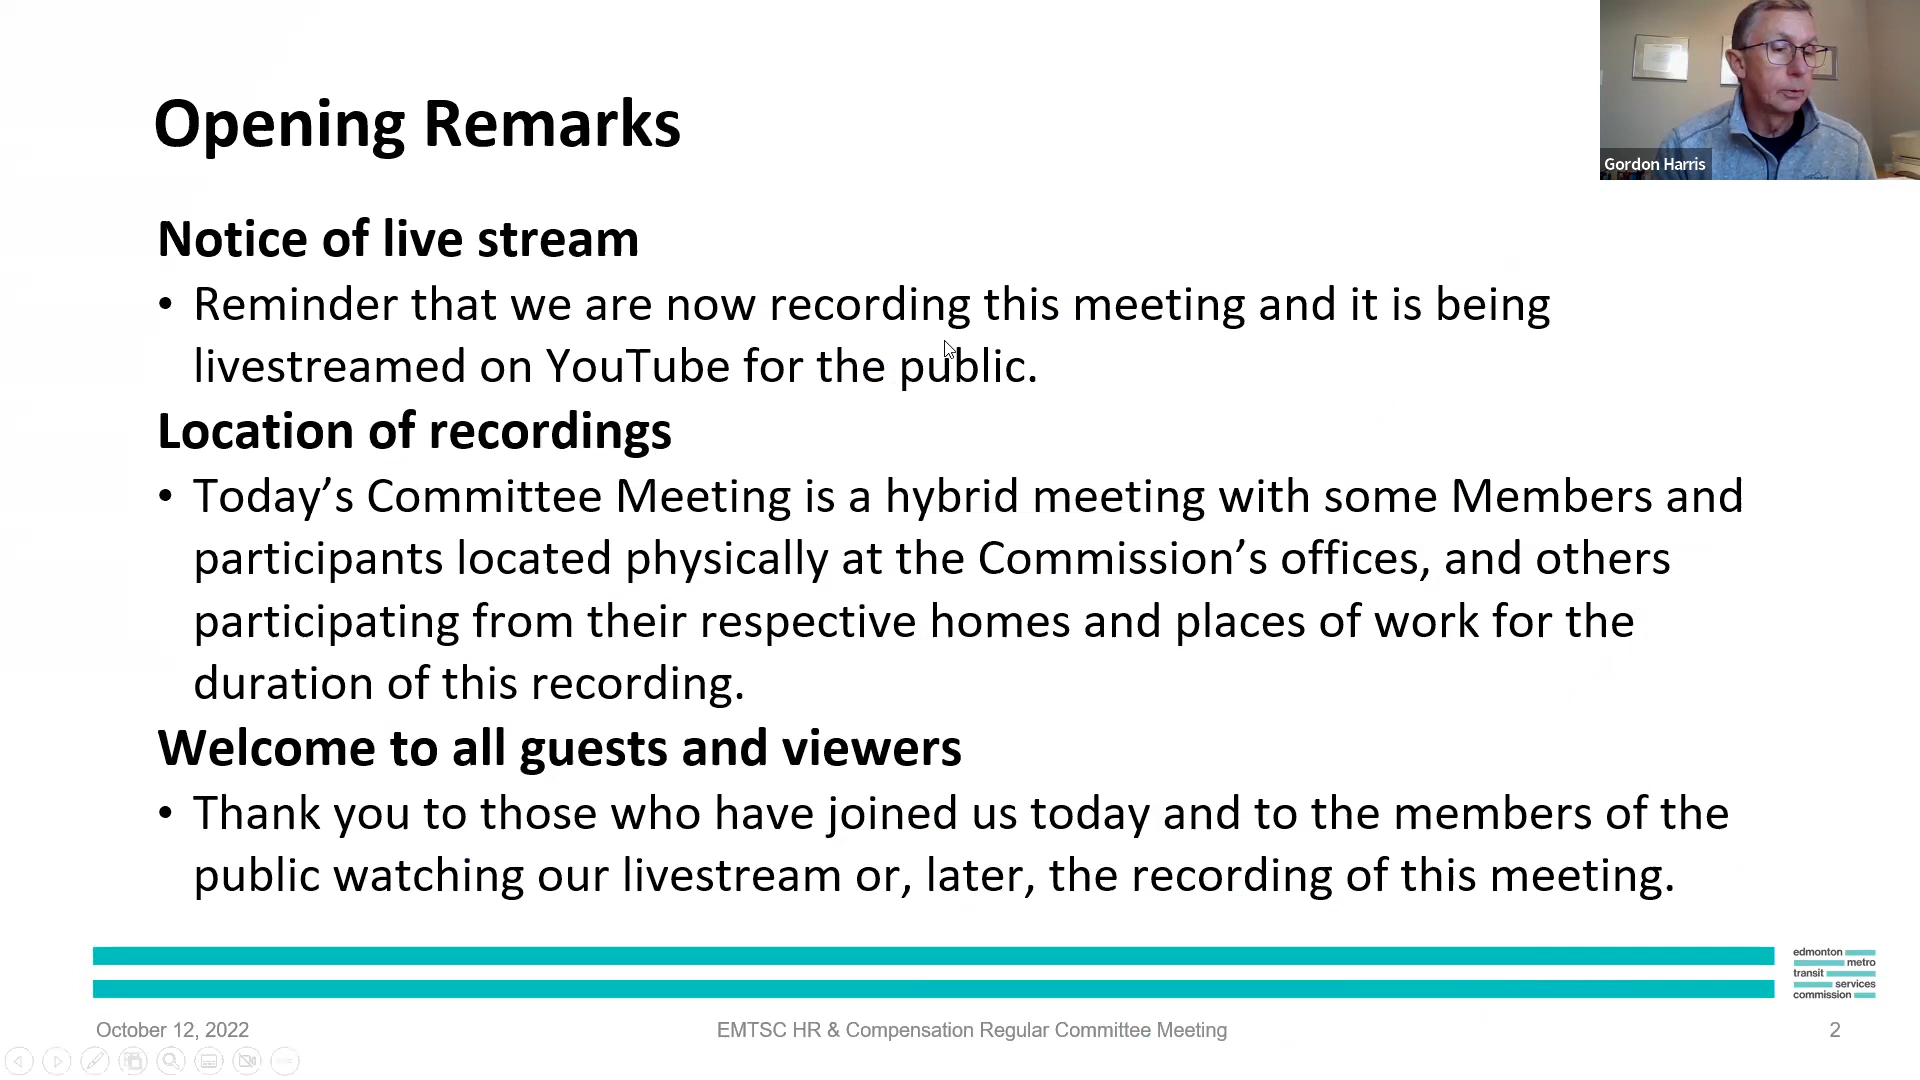 Opening Remarks
Gordon Harris
Notice of live stream
• Reminder that we are now recording this meeting and it is being
livestreamed on YouTube for the public.
Location of recordings
• Today’s Committee Meeting is a hybrid meeting with some Members and
participants located physically at the Commission’s offices, and others
participating from their respective homes and places of work for the
duration of this recording.
Welcome to all guests and viewers
• Thank you to those who have joined us today and to the members of the
public watching our livestream or, later, the recording of this meeting.
edmonton
metro
transit
services
commission
October 12, 2022
EMTSC HR & Compensation Regular Committee Meeting
2